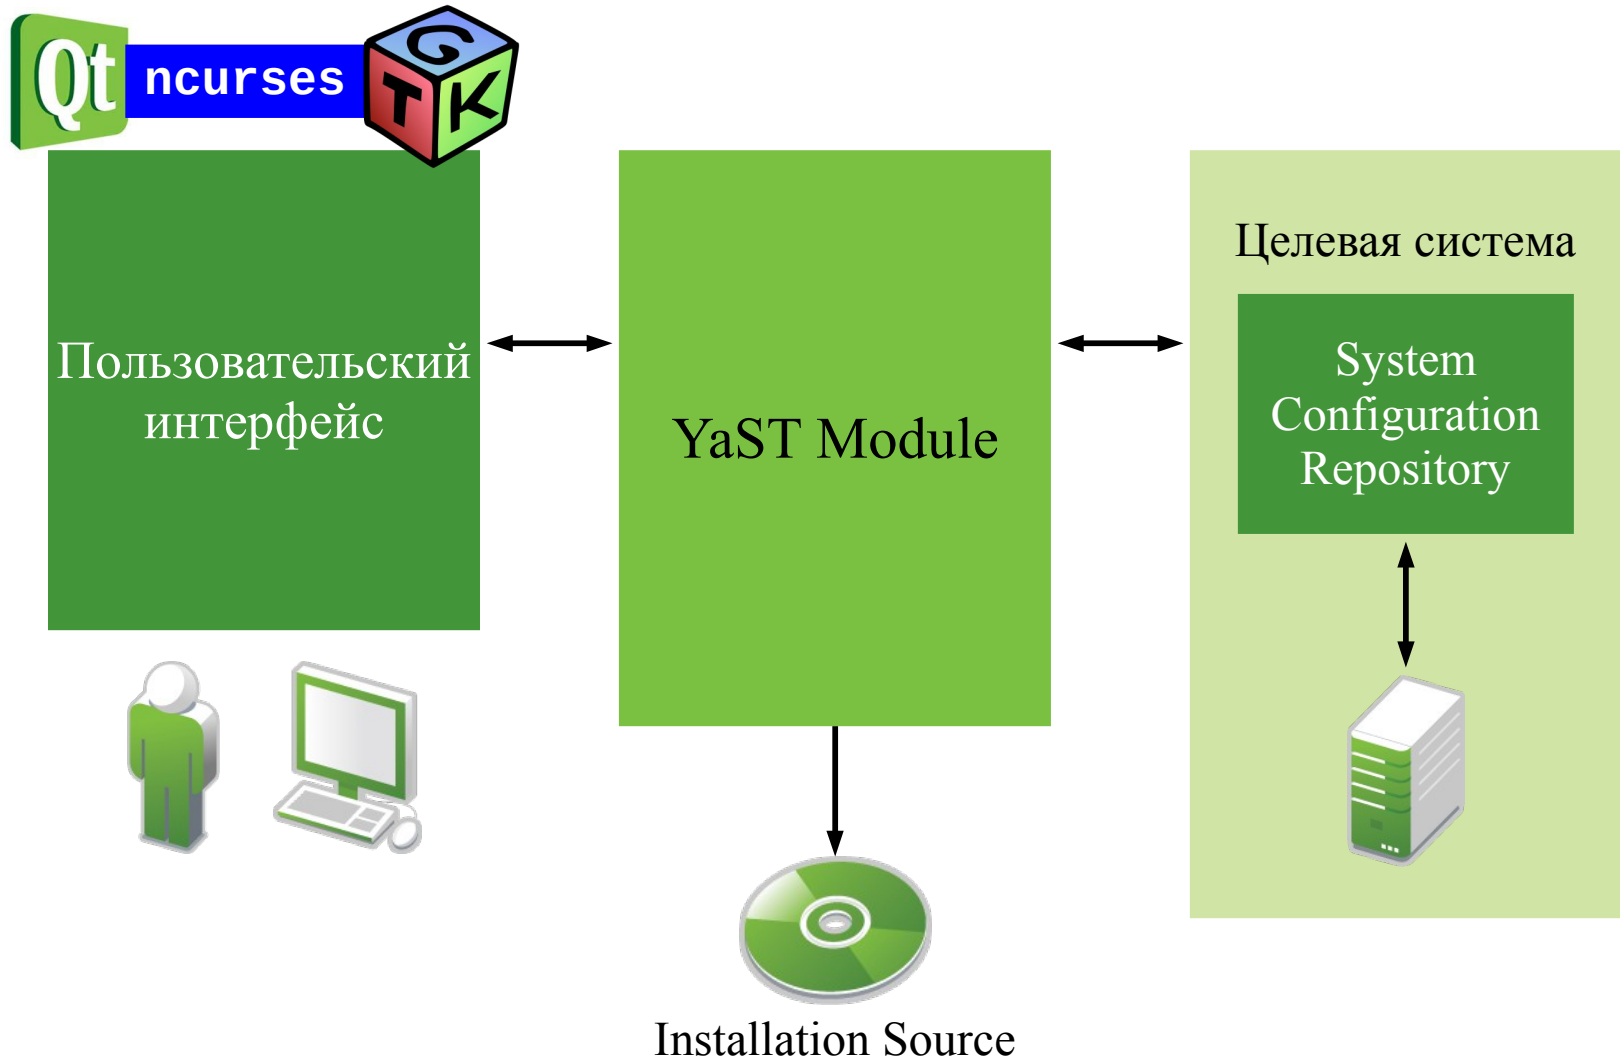 Qt
ncurses
GTK
Пользовательский
интерфейс
YaST Module
Целевая система
System
Configuration
Repository
Installation Source